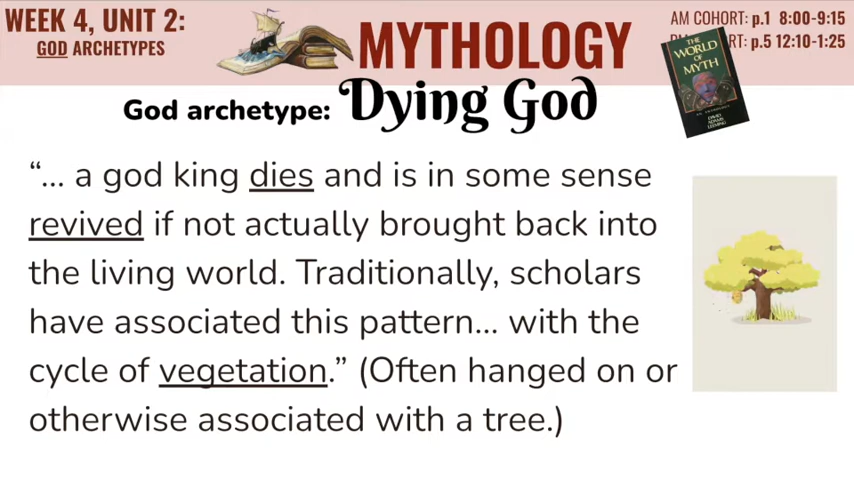 WEEK 4, UNIT 2:
GOD ARCHETYPES
MYTHOLOGY
AM COHORT: p.1 8:00-9:15
p.5 12:10-1:25
THE
WORLD
OF
MYTH
DAVID
ADAMS
LEEMING
God archetype: Dying God
“... a god king dies and is in some sense
revived if not actually brought back into
the living world. Traditionally, scholars
have associated this pattern... with the
cycle of vegetation.” (Often hanged on or
otherwise associated with a tree.)